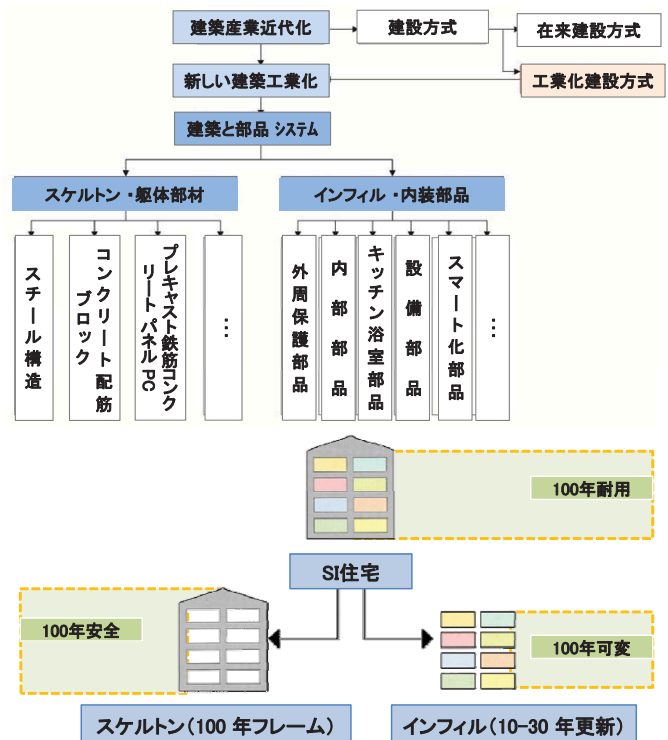 建築産業近代化
建設方式
在来建設方式
新しい建築工業化
工業化建設方式
建築と部品 システム
スケルトン・躯体部材
インフィル・内装部品
スチール構造
コンクリート配筋
ブロック
プレキャスト鉄筋コンク
リートパネルPC
…
外周保護部品
内部部品
キッチン浴室部品
設備部品
スマート化部品
…
100年耐用
SI住宅
100年安全
100年可変
スケルトン(100 年フレーム)
インフィル(10-30 年更新)